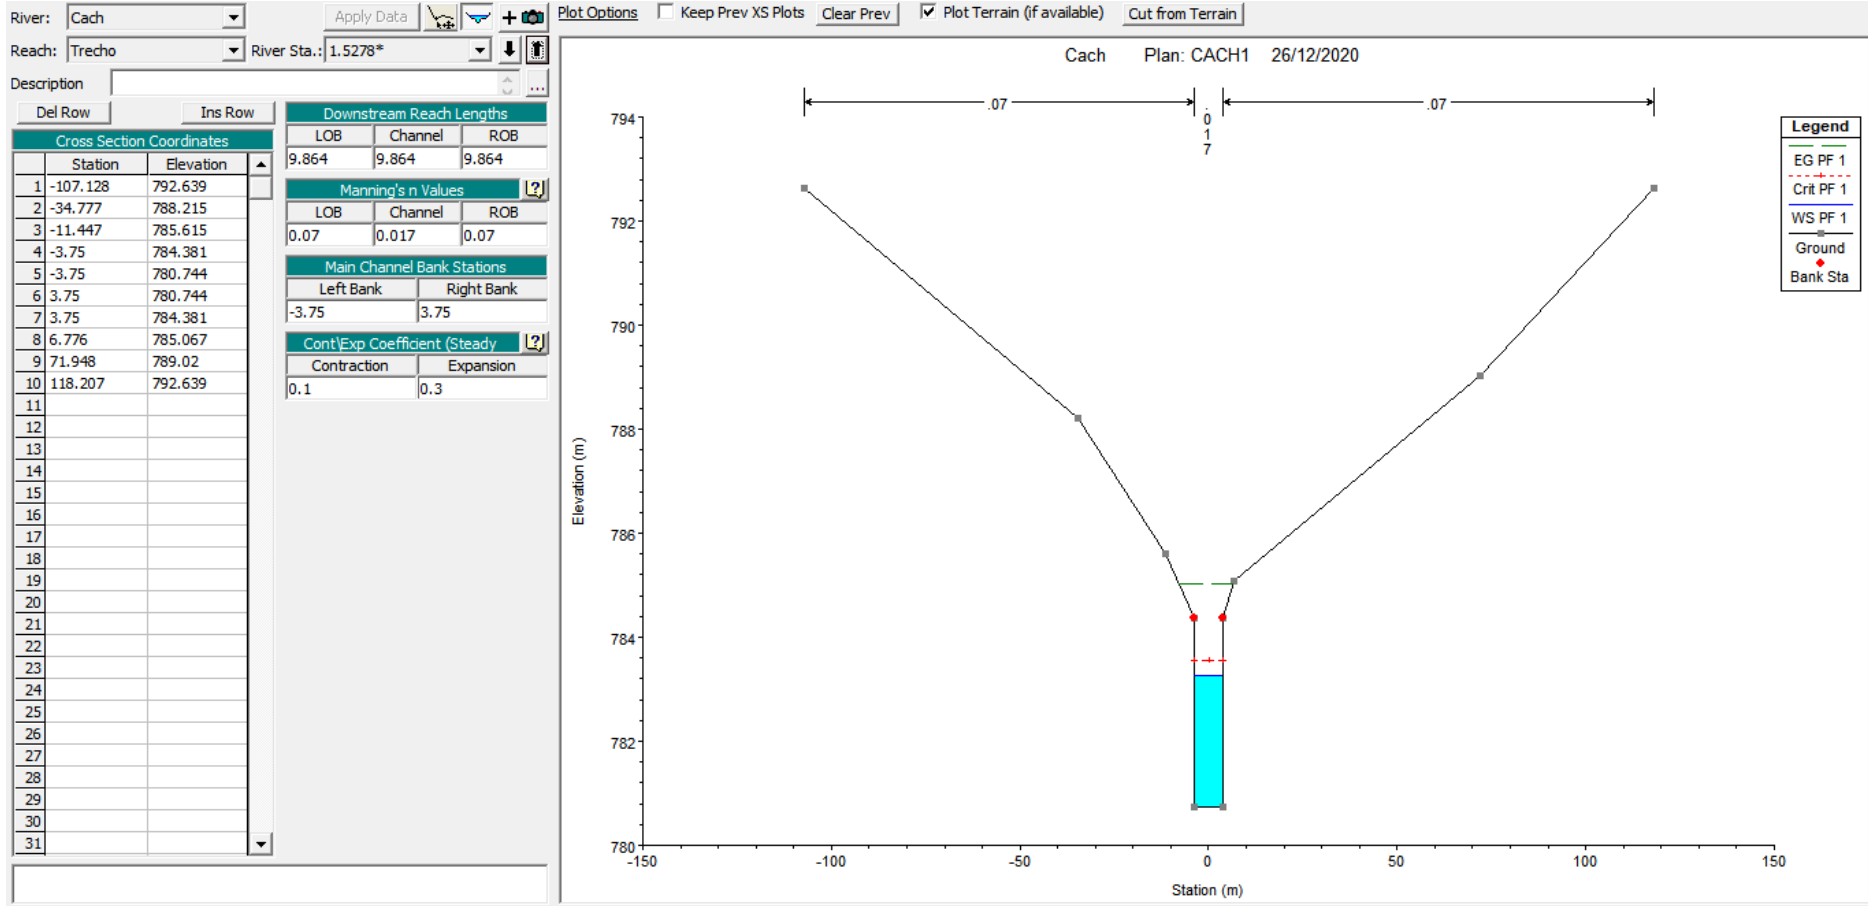 River: Cach Apply Data
Reach: Trecho River Sta.: 1.5278*
Description ...
Del Row Ins Row
Cross Section Coordinates
Station Elevation
1 -107.128 792.639
2 -34.777 788.215
3 -11.447 785.615
4 -3.75 784.381
5 -3.75 780.744
6 3.75 780.744
7 3.75 784.381
8 6.776 785.067
9 71.948 789.02
10 118.207 792.639
11
12
13
14
15
16
17
18
19
20
21
22
23
24
25
26
27
28
29
30
31
Downstream Reach Lengths
LOB Channel ROB
9.864 9.864 9.864
Manning's n Values
LOB Channel ROB
0.07 0.017 0.07
Main Channel Bank Stations
Left Bank Right Bank
-3.75 3.75
Cont\Exp Coefficient (Steady
Contraction Expansion
0.1 0.3
Plot Options Keep Prev XS Plots Clear Prev Plot Terrain (if available) Cut from Terrain
Cach Plan: CACH1 26/12/2020
.07 .017 .07
794
792
790
788
786
784
782
780
Elevation (m)
-150 -100 -50 0 50 100 150
Station (m)
Legend
EG PF 1
Crit PF 1
WS PF 1
Ground
Bank Sta